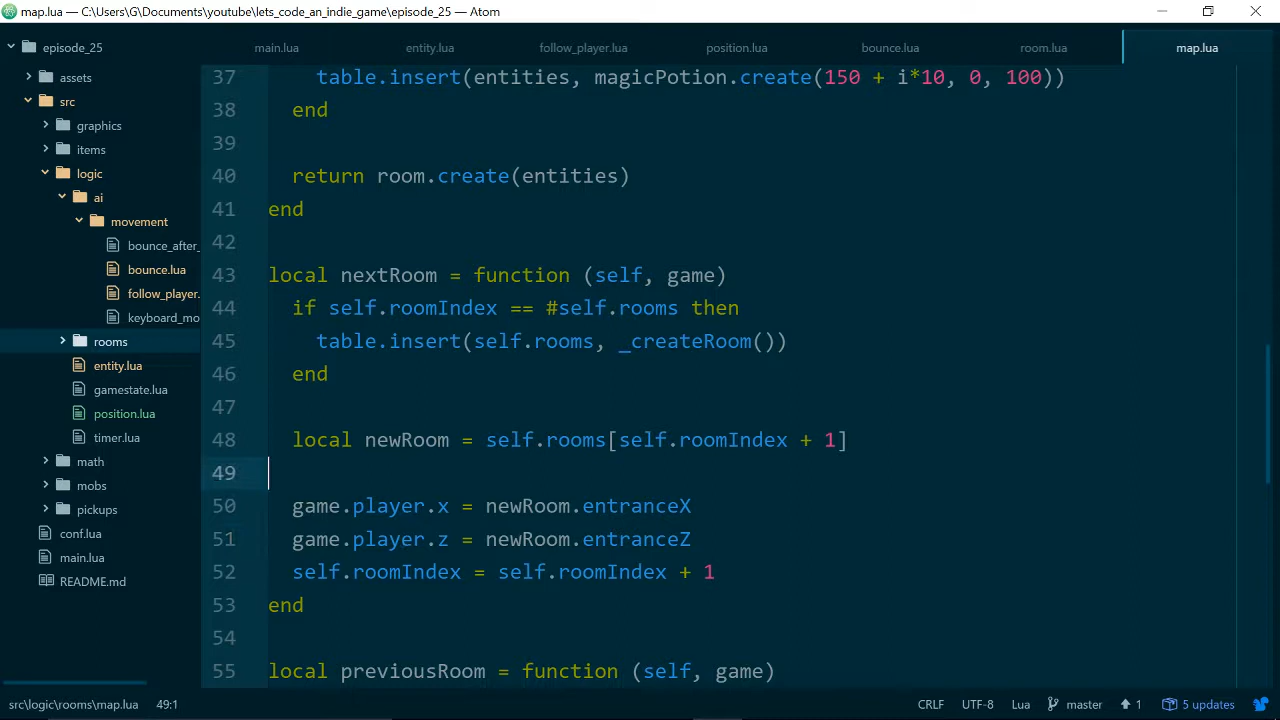 map.lua — C:\Users\G\Documents\youtube\lets_code_an_indie_game\episode_25 — Atom
episode_25
main.lua
entity.lua
follow_player.lua
position.lua
bounce.lua
room.lua
map.lua
assets
src
graphics
items
logic
ai
movement
bounce_after_
bounce.lua
follow_player.
keyboard_mo
rooms
entity.lua
gamestate.lua
position.lua
timer.lua
math
mobs
pickups
conf.lua
main.lua
README.md
37 table.insert(entities, magicPotion.create(150 + i*10, 0, 100))
38 end
39
40 return room.create(entities)
41 end
42
43 local nextRoom = function (self, game)
44 if self.roomIndex == #self.rooms then
45 table.insert(self.rooms, _createRoom())
46 end
47
48 local newRoom = self.rooms[self.roomIndex + 1]
49
50 game.player.x = newRoom.entranceX
51 game.player.z = newRoom.entranceZ
52 self.roomIndex = self.roomIndex + 1
53 end
54
55 local previousRoom = function (self, game)
src\logic\rooms\map.lua 49:1 CRLF UTF-8 Lua master 1 5 updates